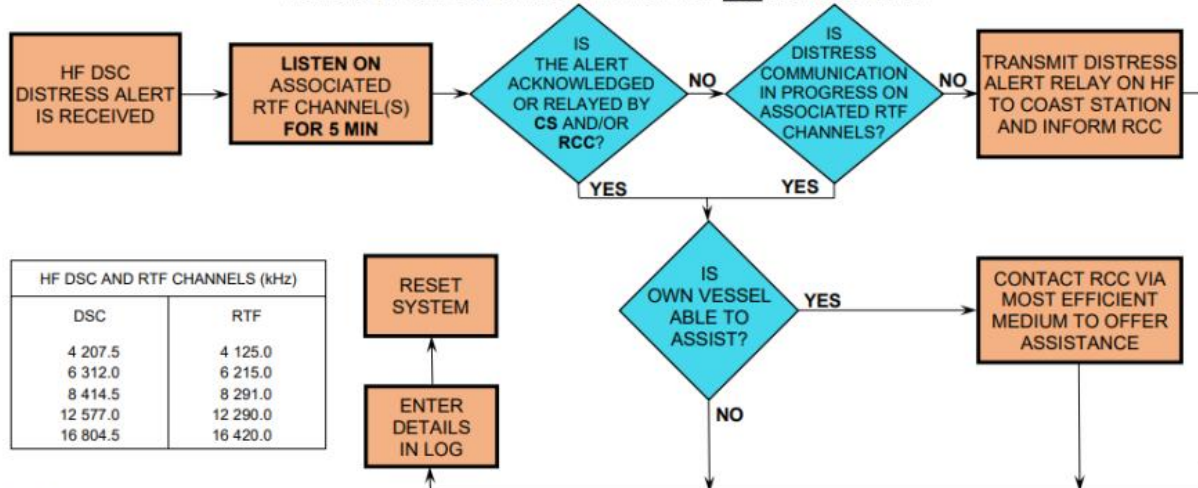 HF DSC
DISTRESS ALERT
IS RECEIVED
LISTEN ON
ASSOCIATED
RTF CHANNEL(S)
FOR 5 MIN
IS
THE ALERT
ACKNOWLEDGED
OR RELAYED BY
CS AND/OR
RCC?
NO
YES
IS
DISTRESS
COMMUNICATION
IN PROGRESS ON
ASSOCIATED RTF
CHANNELS?
NO
YES
TRANSMIT DISTRESS
ALERT RELAY ON HF
TO COAST STATION
AND INFORM RCC
HF DSC AND RTF CHANNELS (kHz)
DSC RTF
4 207.5 4 125.0
6 312.0 6 215.0
8 414.5 8 291.0
12 577.0 12 290.0
16 804.5 16 420.0
RESET
SYSTEM
ENTER
DETAILS
IN LOG
IS
OWN VESSEL
ABLE TO
ASSIST?
YES
NO
CONTACT RCC VIA
MOST EFFICIENT
MEDIUM TO OFFER
ASSISTANCE